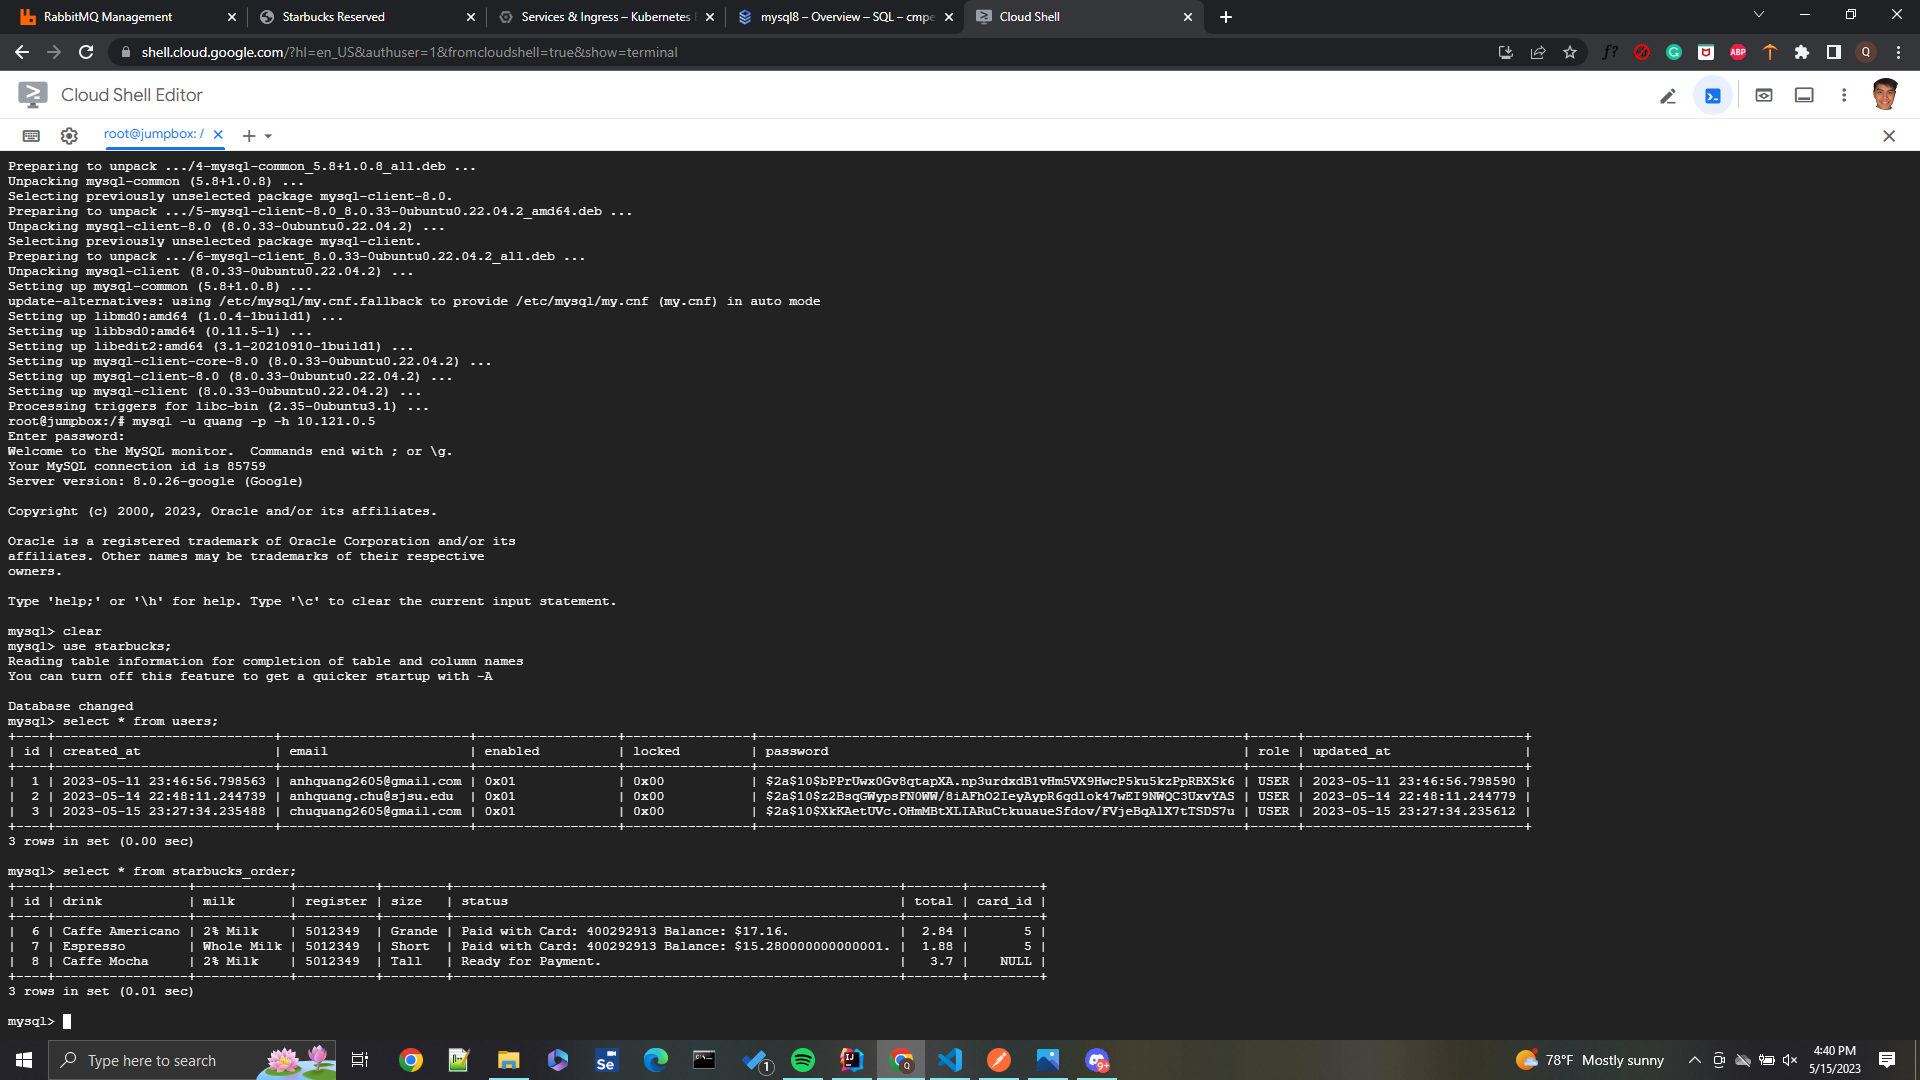 RabbitMQ Management
Starbucks Reserved
Services & Ingress – Kubernetes
mysql8 – Overview – SQL – cmpe
Cloud Shell
shell.cloud.google.com/?hl=en_US&authuser=1&fromcloudshell=true&show=terminal
f?
ABP
Q
Cloud Shell Editor
root@jumpbox: /
Preparing to unpack .../4-mysql-common_5.8+1.0.8_all.deb ...
Unpacking mysql-common (5.8+1.0.8) ...
Selecting previously unselected package mysql-client-8.0.
Preparing to unpack .../5-mysql-client-8.0_8.0.33-0ubuntu0.22.04.2_amd64.deb ...
Unpacking mysql-client-8.0 (8.0.33-0ubuntu0.22.04.2) ...
Selecting previously unselected package mysql-client.
Preparing to unpack .../6-mysql-client_8.0.33-0ubuntu0.22.04.2_all.deb ...
Unpacking mysql-client (8.0.33-0ubuntu0.22.04.2) ...
Setting up mysql-common (5.8+1.0.8) ...
update-alternatives: using /etc/mysql/my.cnf.fallback to provide /etc/mysql/my.cnf (my.cnf) in auto mode
Setting up libmd0:amd64 (1.0.4-1build1) ...
Setting up libbsd0:amd64 (0.11.5-1) ...
Setting up libedit2:amd64 (3.1-20210910-1build1) ...
Setting up mysql-client-core-8.0 (8.0.33-0ubuntu0.22.04.2) ...
Setting up mysql-client-8.0 (8.0.33-0ubuntu0.22.04.2) ...
Setting up mysql-client (8.0.33-0ubuntu0.22.04.2) ...
Processing triggers for libc-bin (2.35-0ubuntu3.1) ...
root@jumpbox:/# mysql -u quang -p -h 10.121.0.5
Enter password:
Welcome to the MySQL monitor.  Commands end with ; or \g.
Your MySQL connection id is 85759
Server version: 8.0.26-google (Google)
Copyright (c) 2000, 2023, Oracle and/or its affiliates.
Oracle is a registered trademark of Oracle Corporation and/or its
affiliates. Other names may be trademarks of their respective
owners.
Type 'help;' or '\h' for help. Type '\c' to clear the current input statement.
mysql> clear
mysql> use starbucks;
Reading table information for completion of table and column names
You can turn off this feature to get a quicker startup with -A
Database changed
mysql> select * from users;
| id | created_at | email | enabled | locked | password | role | updated_at |
| 1 | 2023-05-11 23:46:56.798563 | anhquang2605@gmail.com | 0x01 | 0x00 | $2a$10$bPPrUwx0Gv8qtapXA.np3urdxdB1vHm5VX9HwcP5ku5kzPpRBXSk6 | USER | 2023-05-11 23:46:56.798590 |
| 2 | 2023-05-14 22:48:11.244739 | anhquang.chu@sjsu.edu | 0x01 | 0x00 | $2a$10$z2BsqGWypsFN0WW/8iAFhO2IeyAypR6qdlok47wEI9NWQC3UxvYAS | USER | 2023-05-14 22:48:11.244779 |
| 3 | 2023-05-15 23:27:34.235488 | chuquang2605@gmail.com | 0x01 | 0x00 | $2a$10$XkKAetUVc.OHmMBtXLIARuCtkuuaueSfdov/FVjeBqAlX7tTSDS7u | USER | 2023-05-15 23:27:34.235612 |
3 rows in set (0.00 sec)
mysql> select * from starbucks_order;
| id | drink | milk | register | size | status | total | card_id |
| 6 | Caffe Americano | 2% Milk | 5012349 | Grande | Paid with Card: 400292913 Balance: $17.16. | 2.84 | 5 |
| 7 | Espresso | Whole Milk | 5012349 | Short | Paid with Card: 400292913 Balance: $15.280000000000001. | 1.88 | 5 |
| 8 | Caffe Mocha | 2% Milk | 5012349 | Tall | Ready for Payment. | 3.7 | NULL |
3 rows in set (0.01 sec)
mysql>
Type here to search
Se
1
9+
78°F Mostly sunny
4:40 PM
5/15/2023